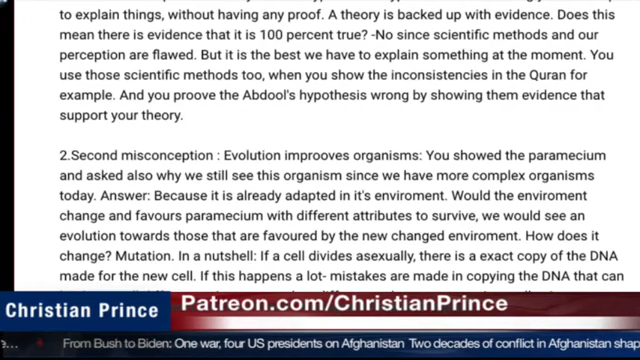 to explain things, without having any proof. A theory is backed up with evidence. Does this
mean there is evidence that it is 100 percent true? -No since scientific methods and our
perception are flawed. But it is the best we have to explain something at the moment. You
use those scientific methods too, when you show the inconsistencies in the Quran for
example. And you proove the Abdool's hypothesis wrong by showing them evidence that
support your theory.
2.Second misconception : Evolution improoves organisms: You showed the paramecium
and asked also why we still see this organism since we have more complex organisms
today. Answer: Because it is already adapted in it's enviroment. Would the enviroment
change and favours paramecium with different attributes to survive, we would see an
evolution towards those that are favoured by the new changed enviroment. How does it
change? Mutation. In a nutshell: If a cell divides asexually, there is a exact copy of the DNA
made for the new cell. If this happens a lot- mistakes are made in copying the DNA that can
Christian Prince
Patreon.com/ChristianPrince
e... From Bush to Biden: One war, four US presidents on Afghanistan Two decades of conflict in Afghanistan shap